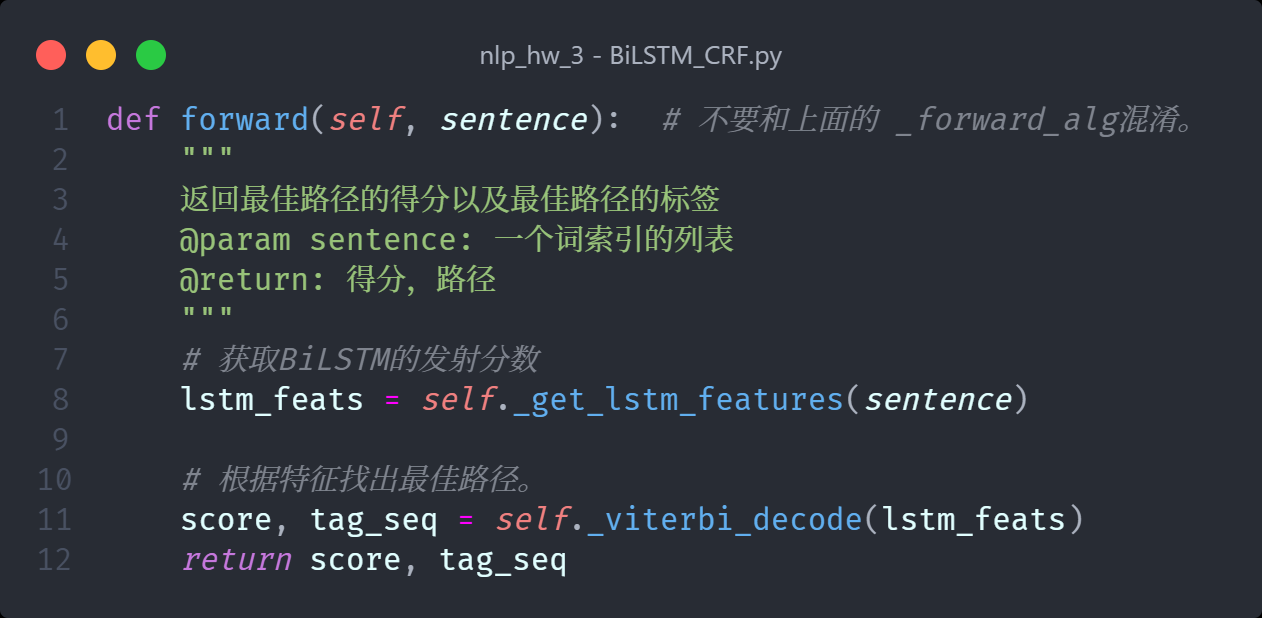 nlp_hw_3 - BiLSTM_CRF.py
1 def forward(self, sentence):  # 不要和上面的 _forward_alg混淆。
2     """
3     返回最佳路径的得分以及最佳路径的标签
4     @param sentence: 一个词索引的列表
5     @return: 得分，路径
6     """
7     # 获取BiLSTM的发射分数
8     lstm_feats = self._get_lstm_features(sentence)
9
10     # 根据特征找出最佳路径。
11     score, tag_seq = self._viterbi_decode(lstm_feats)
12     return score, tag_seq